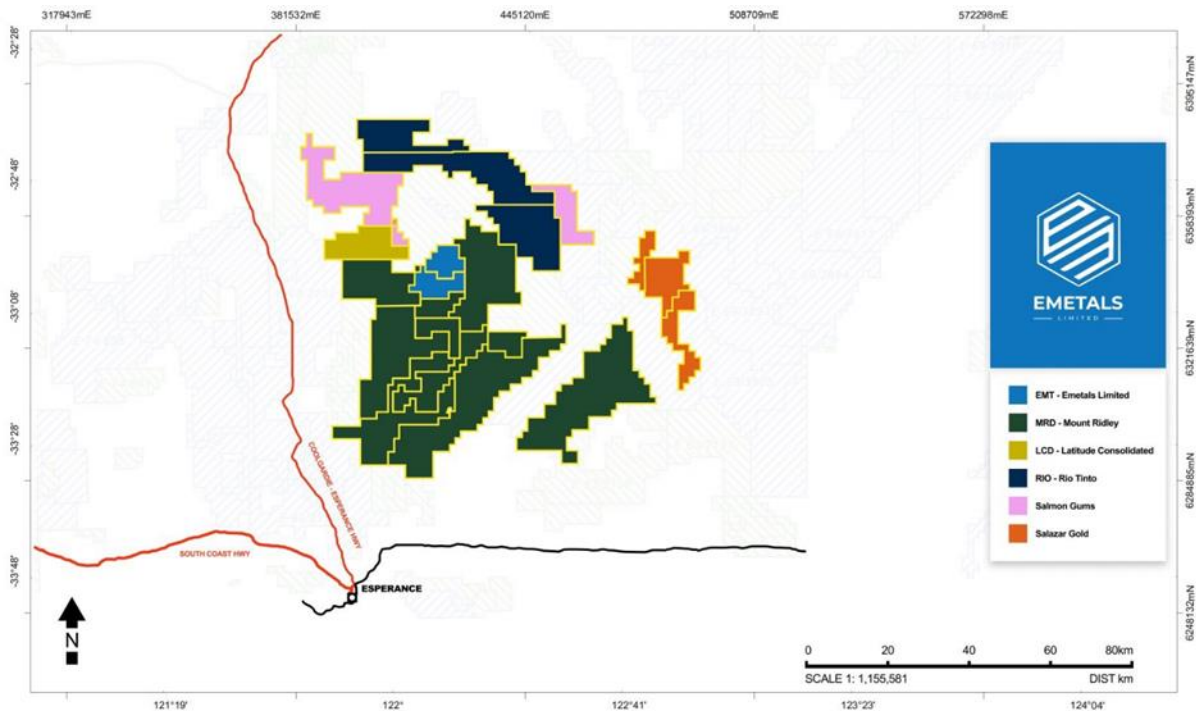 317943mE 381532mE 445120mE 508709mE 572298mE
-32°28'
-32°48'
-33°08'
-33°28'
-33°48'
6395147mN
6358393mN
6321639mN
6284885mN
6248132mN
COOLGARDIE - ESPERANCE HWY
SOUTH COAST HWY
ESPERANCE
N
EMETALS
LIMITED
EMT - Emetals Limited
MRD - Mount Ridley
LCD - Latitude Consolidated
RIO - Rio Tinto
Salmon Gums
Salazar Gold
0 20 40 60 80km
SCALE 1: 1,155,581 DIST km
121°19' 122° 122°41' 123°23' 124°04'